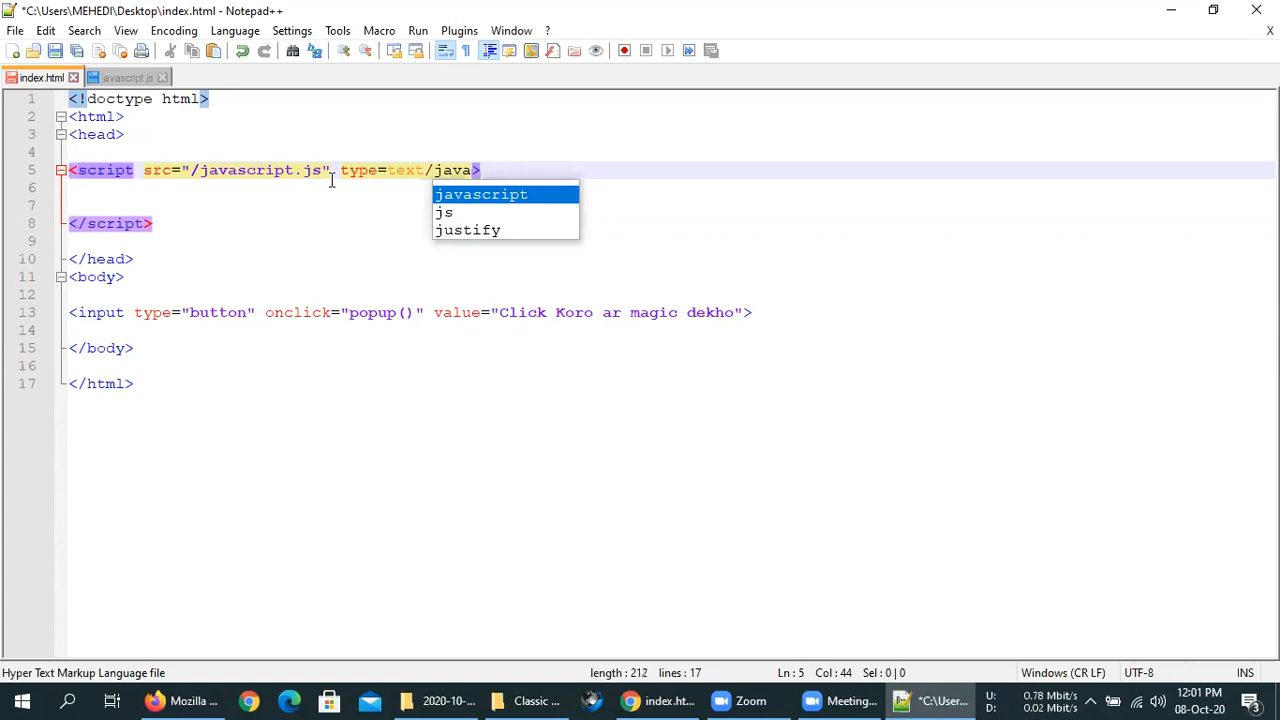 *C:\Users\MEHEDI\Desktop\index.html - Notepad++
File Edit Search View Encoding Language Settings Tools Macro Run Plugins Window ? X
index.html javascript.js
1 <!doctype html>
2 <html>
3 <head>
4
5 <script src="/javascript.js" type=text/java>
6
7
8 </script>
9
10 </head>
11 <body>
12
13 <input type="button" onclick="popup()" value="Click Koro ar magic dekho">
14
15 </body>
16
17 </html>
javascript
js
justify
Hyper Text Markup Language file length : 212 lines : 17 Ln : 5 Col : 44 Sel : 0 | 0 Windows (CR LF) UTF-8 INS
Mozilla ... 2020-10-... Classic ... index.ht... Zoom Meeting... *C:\User... U: 0.78 Mbit/s 12:01 PM
D: 0.02 Mbit/s 08-Oct-20 3